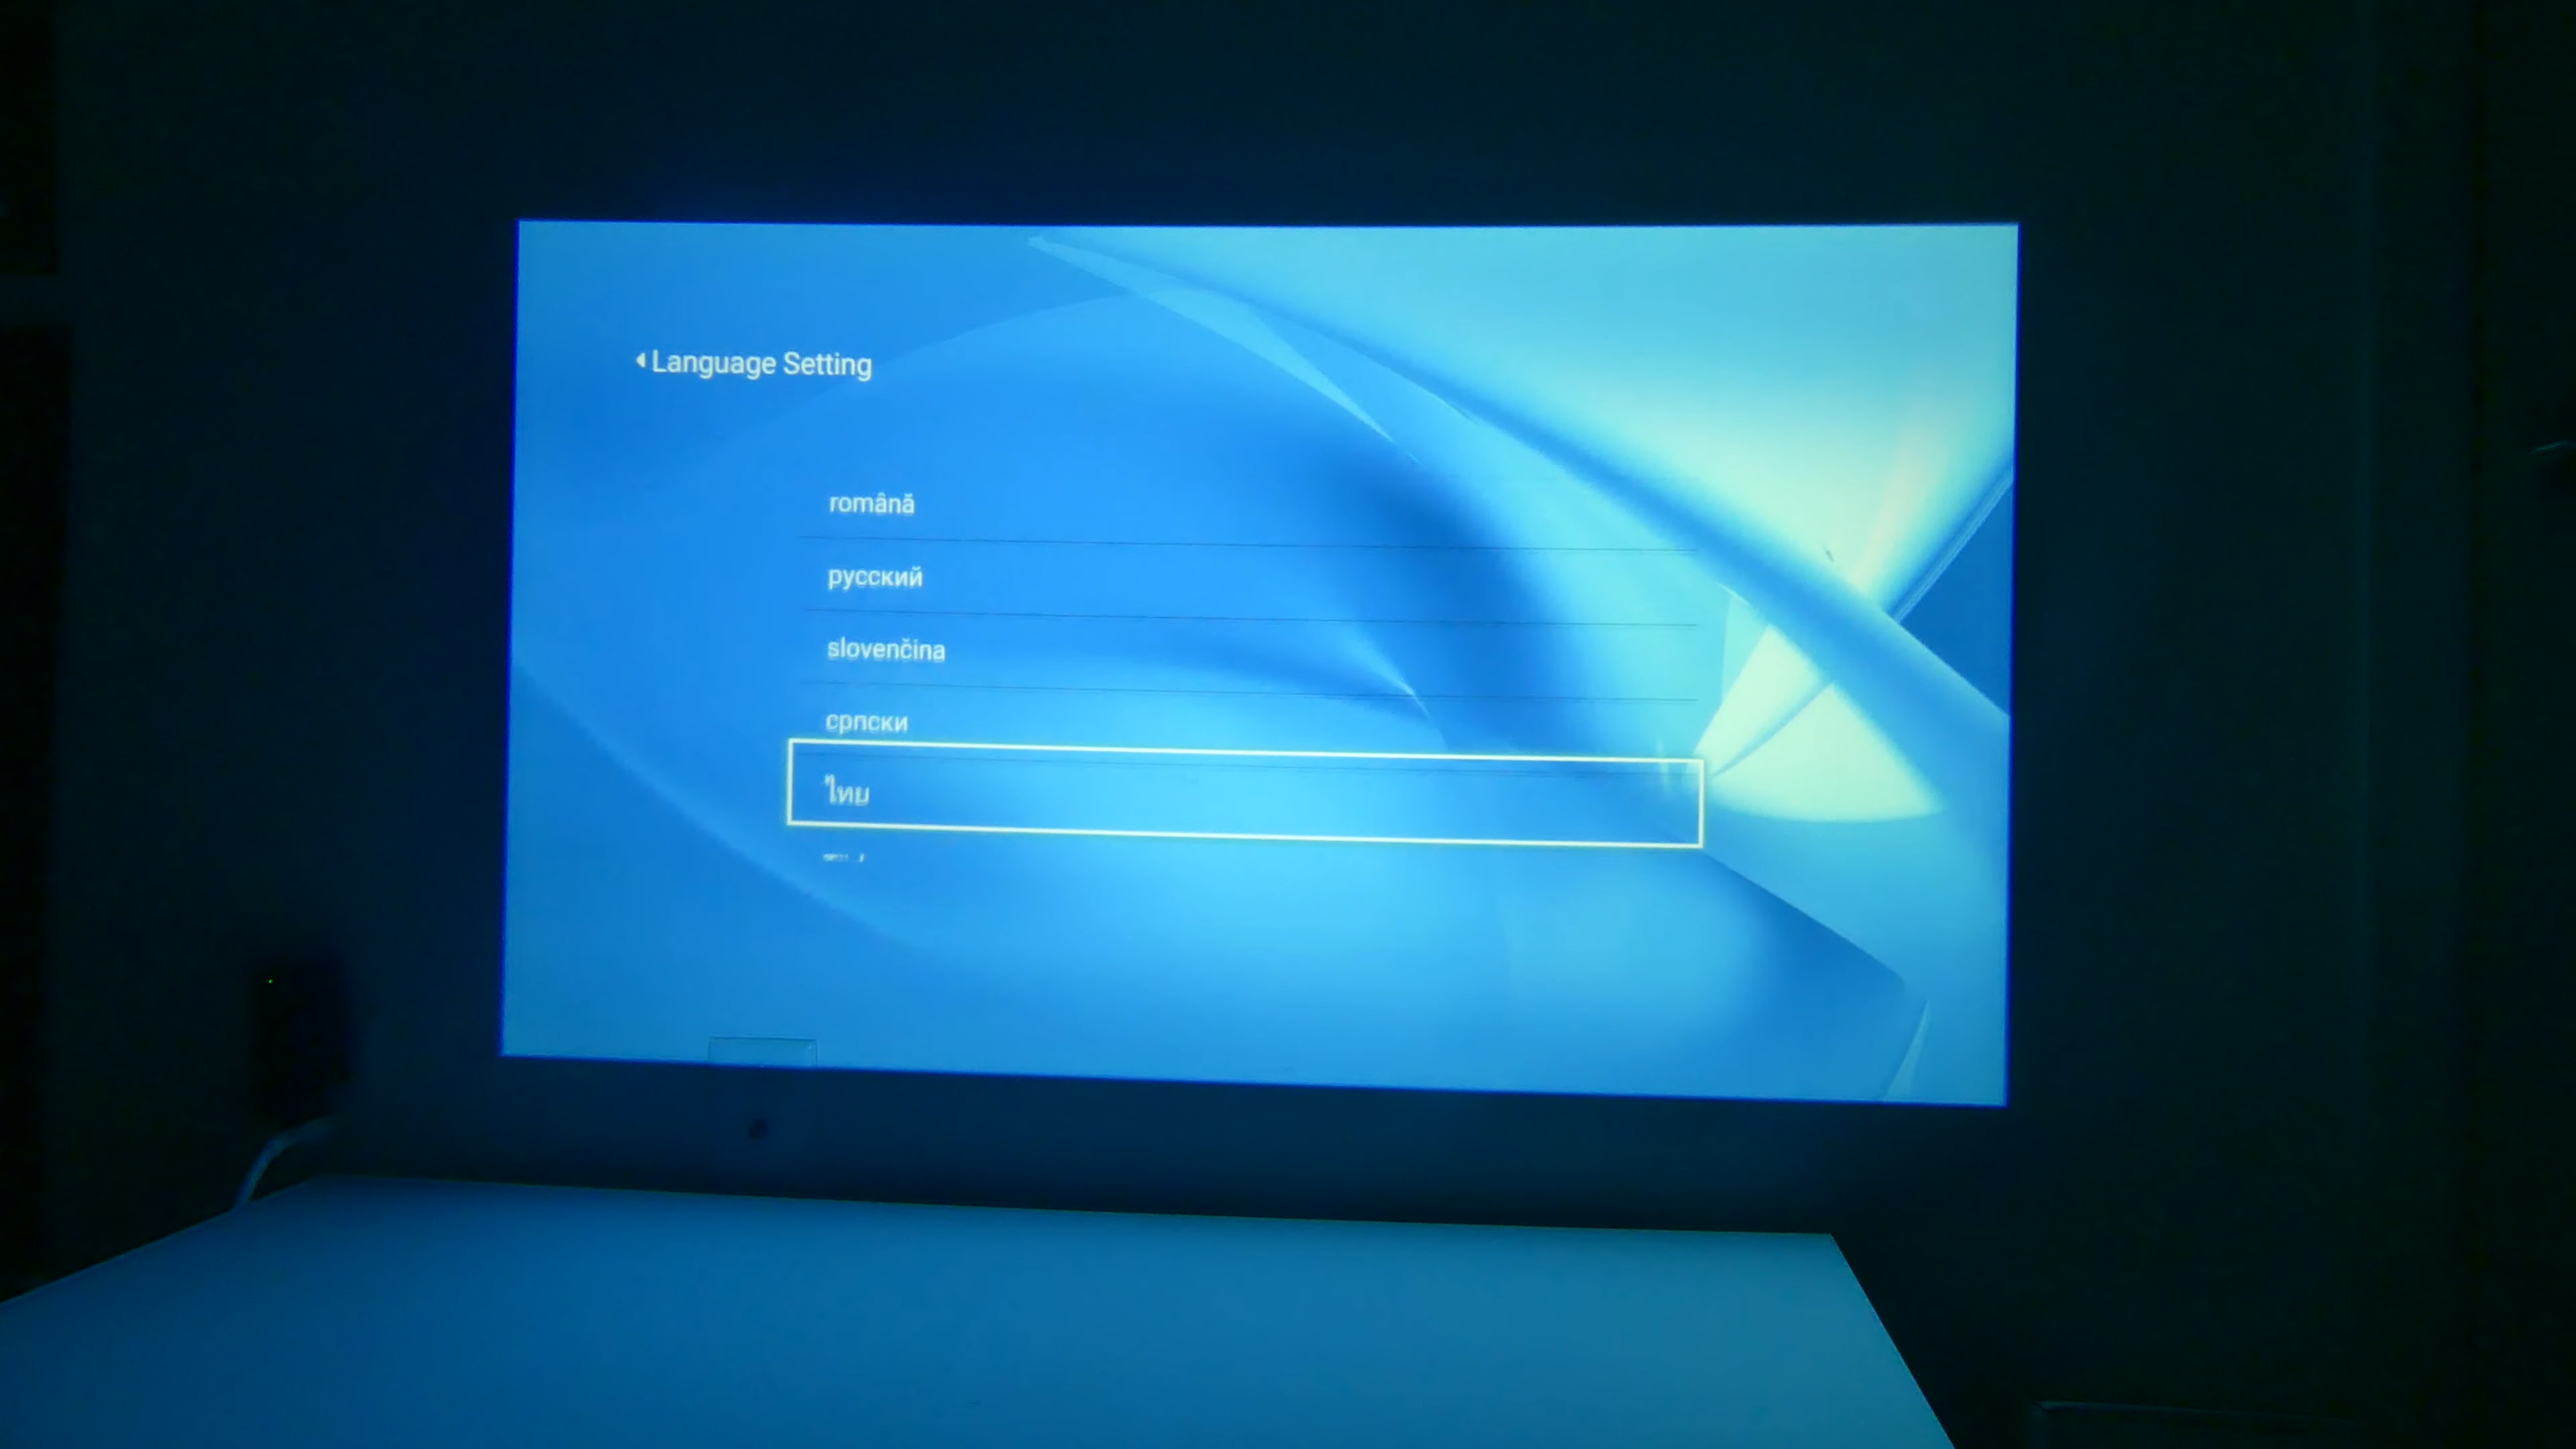 Language Setting
română
русский
slovenčina
српски
ไทย